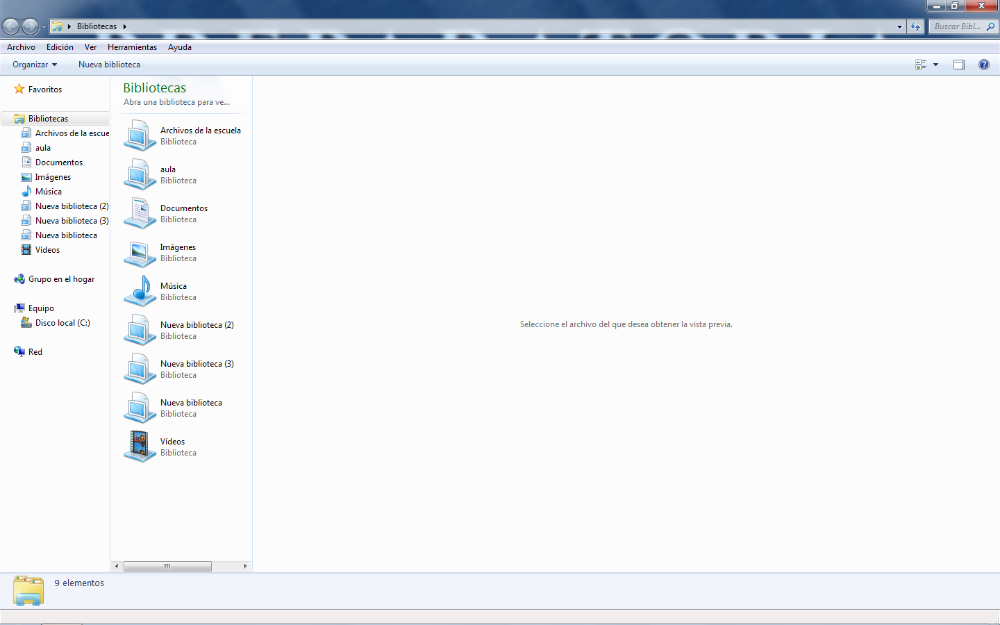 Bibliotecas
Buscar Bibl...
Archivo Edición Ver Herramientas Ayuda
Organizar Nueva biblioteca
Favoritos
Bibliotecas
Archivos de la escue
aula
Documentos
Imágenes
Música
Nueva biblioteca (2)
Nueva biblioteca (3)
Nueva biblioteca
Vídeos
Grupo en el hogar
Equipo
Disco local (C:)
Red
Bibliotecas
Abra una biblioteca para ve...
Archivos de la escuela
Biblioteca
aula
Biblioteca
Documentos
Biblioteca
Imágenes
Biblioteca
Música
Biblioteca
Nueva biblioteca (2)
Biblioteca
Nueva biblioteca (3)
Biblioteca
Nueva biblioteca
Biblioteca
Vídeos
Biblioteca
Seleccione el archivo del que desea obtener la vista previa.
9 elementos